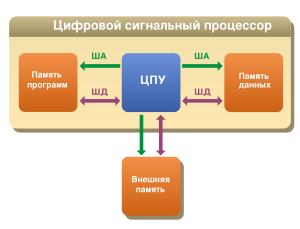 Цифровой сигнальный процессор
ША
ША
Память
программ
ЦПУ
Память
данных
ШД
ШД
Внешняя
память